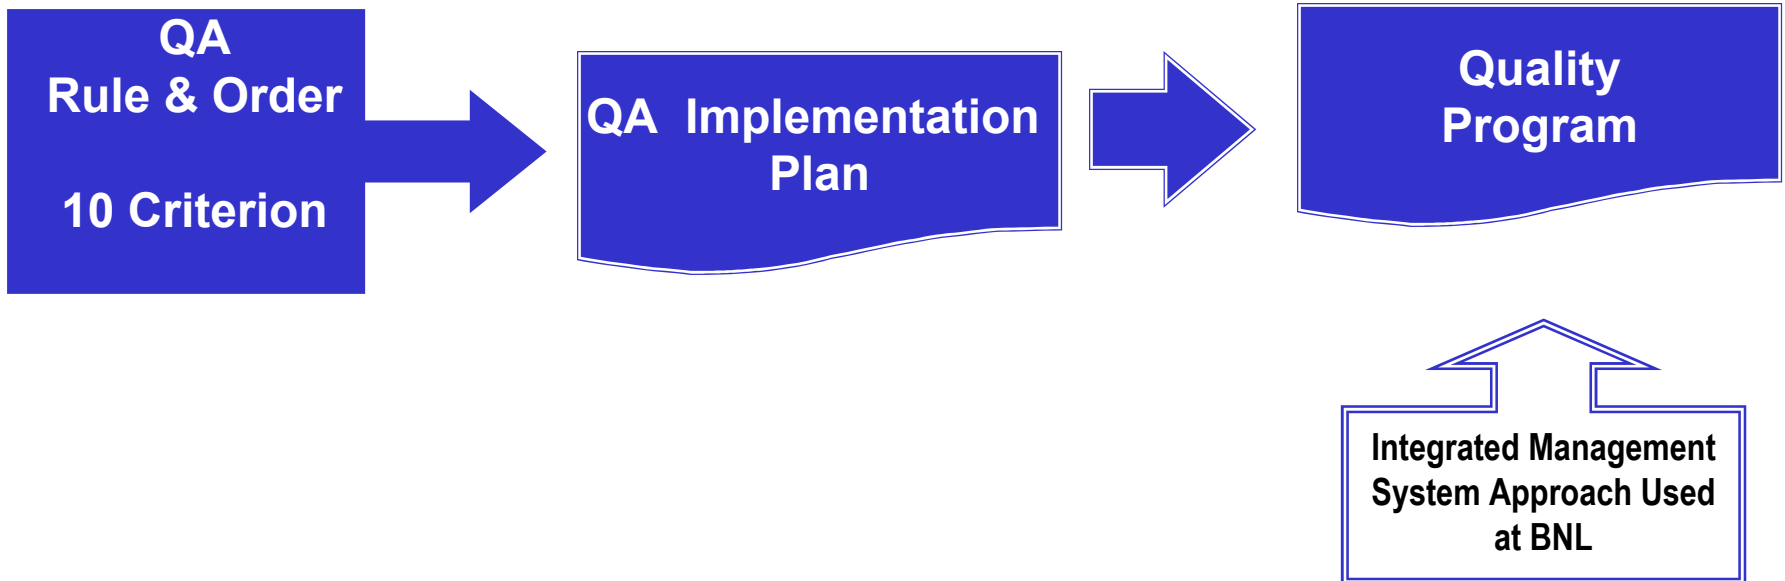 QA
Rule & Order
10 Criterion
QA Implementation
Plan
Quality
Program
Integrated Management
System Approach Used
at BNL